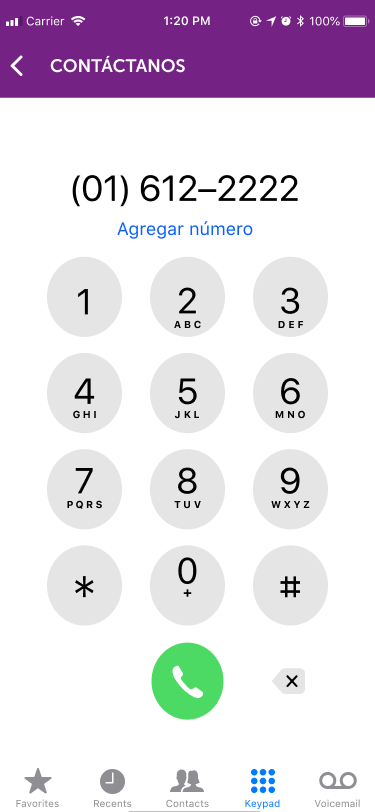 Carrier 1:20 PM 100%
CONTÁCTANOS
(01) 612–2222
Agregar número
1 2 3
ABC DEF
4 5 6
GHI JKL MNO
7 8 9
PQRS TUV WXYZ
* 0 #
+
Favorites Recents Contacts Keypad Voicemail